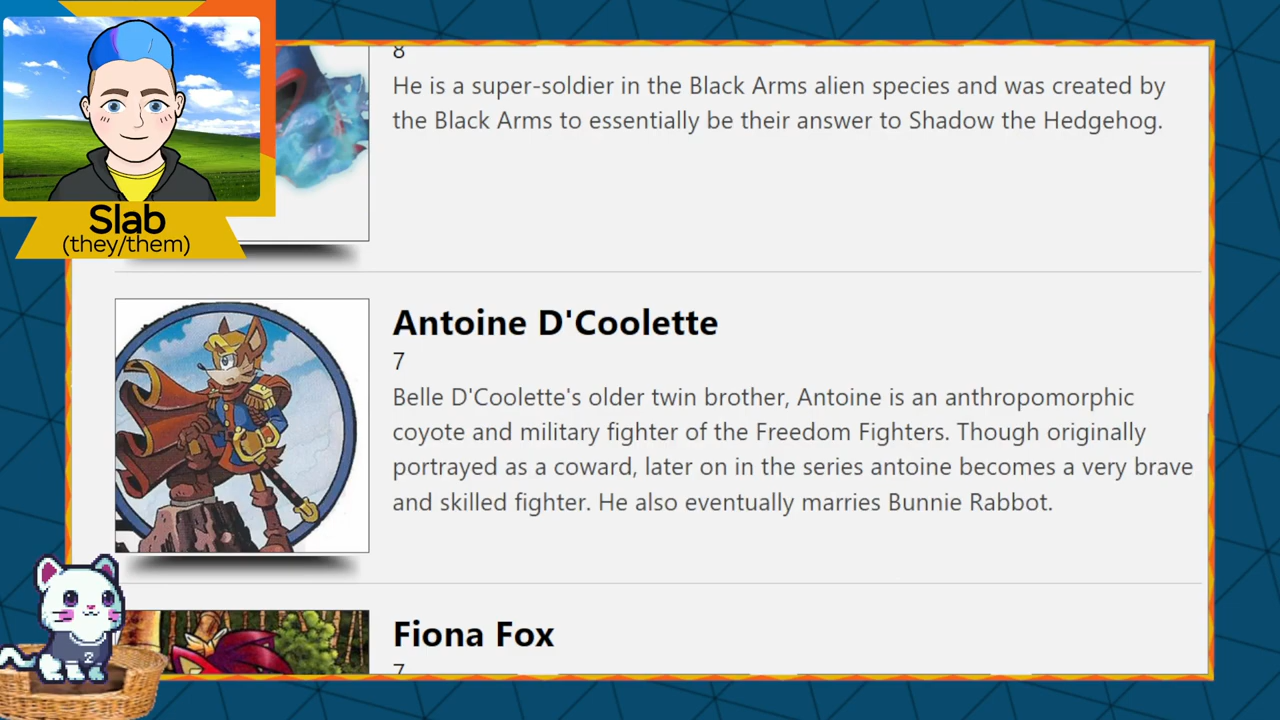 Slab
(they/them)
8
He is a super-soldier in the Black Arms alien species and was created by
the Black Arms to essentially be their answer to Shadow the Hedgehog.
Antoine D'Coolette
7
Belle D'Coolette's older twin brother, Antoine is an anthropomorphic
coyote and military fighter of the Freedom Fighters. Though originally
portrayed as a coward, later on in the series antoine becomes a very brave
and skilled fighter. He also eventually marries Bunnie Rabbot.
Fiona Fox
7
2